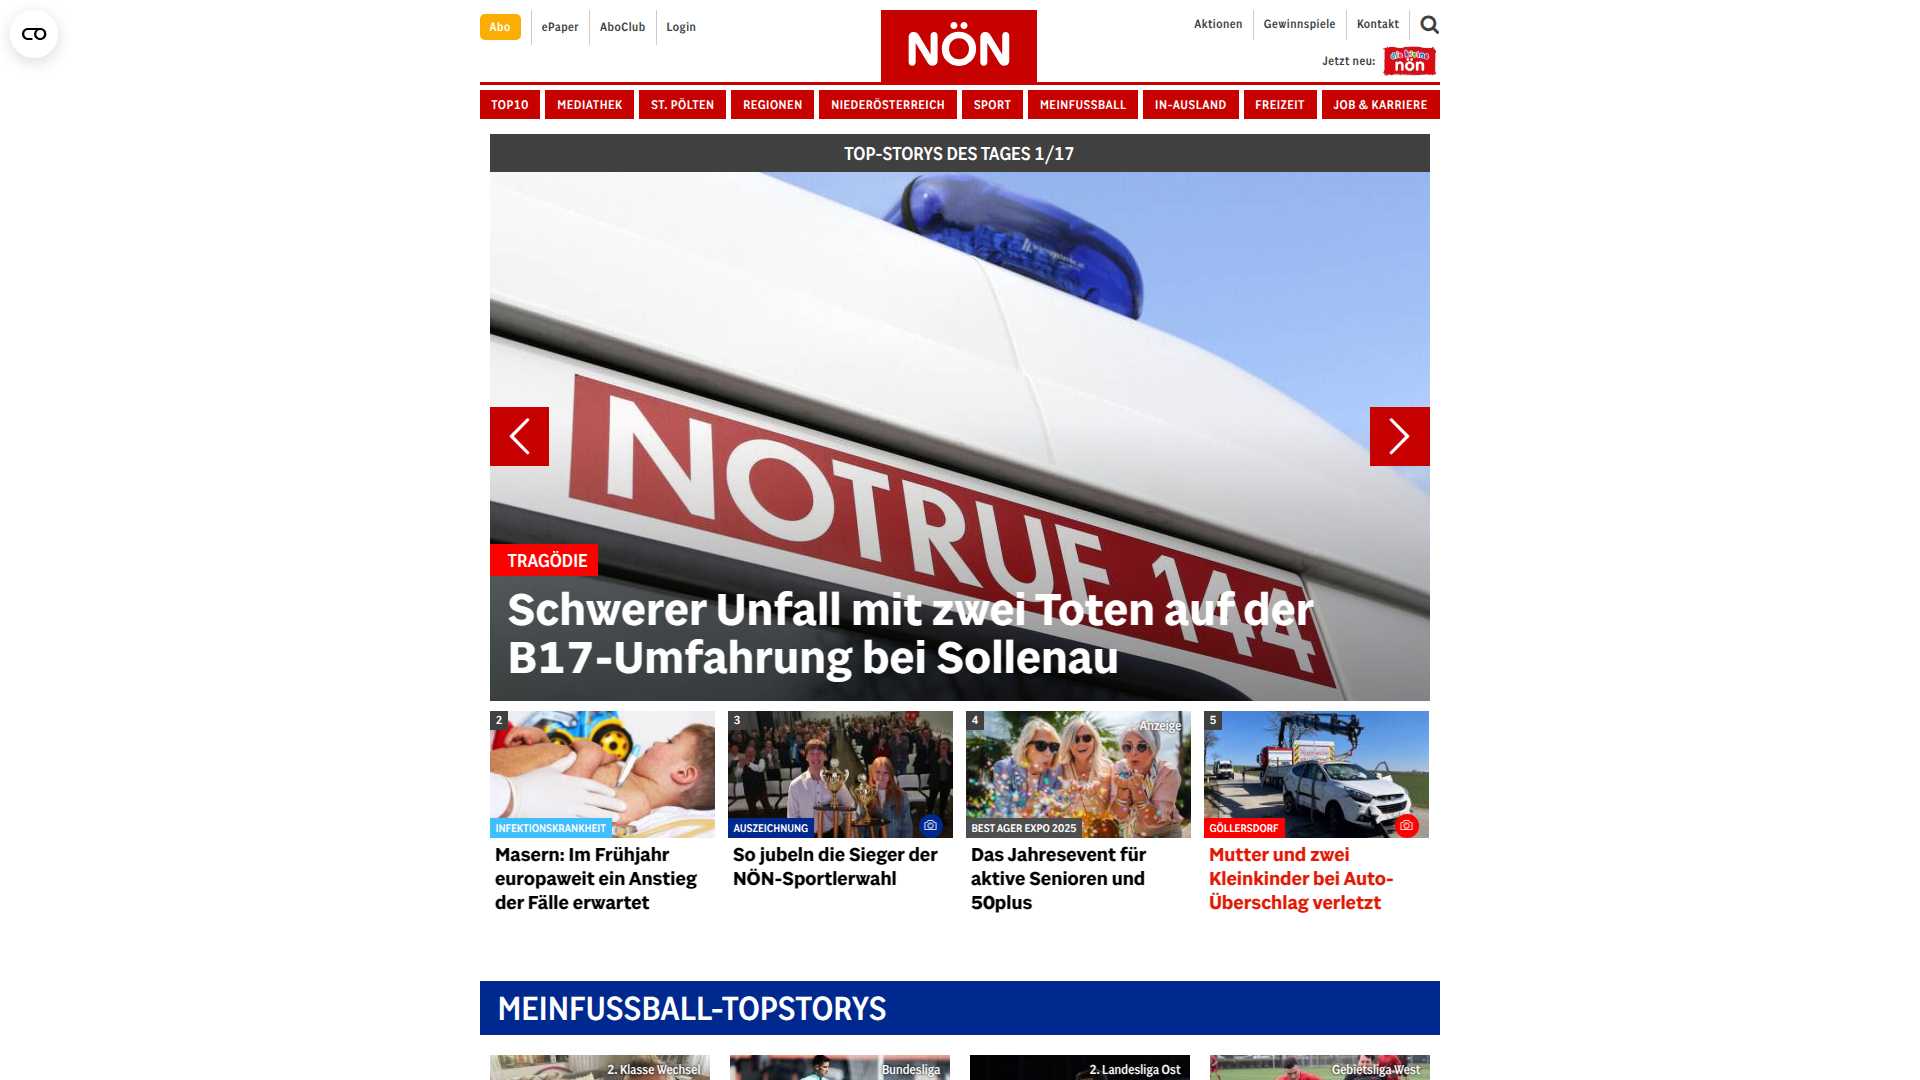 Abo
ePaper
AboClub
Login
NÖN
Aktionen
Gewinnspiele
Kontakt
Jetzt neu:
die kleine
nön
TOP10
MEDIATHEK
ST. PÖLTEN
REGIONEN
NIEDERÖSTERREICH
SPORT
MEINFUSSBALL
IN-AUSLAND
FREIZEIT
JOB & KARRIERE
TOP-STORYS DES TAGES 1/17
NOTRUF 144
TRAGÖDIE
Schwerer Unfall mit zwei Toten auf der
B17-Umfahrung bei Sollenau
2
INFEKTIONSKRANKHEIT
Masern: Im Frühjahr
europaweit ein Anstieg
der Fälle erwartet
3
AUSZEICHNUNG
So jubeln die Sieger der
NÖN-Sportlerwahl
4
Anzeige
BEST AGER EXPO 2025
Das Jahresevent für
aktive Senioren und
50plus
5
GÖLLERSDORF
Mutter und zwei
Kleinkinder bei Auto-
Überschlag verletzt
MEINFUSSBALL-TOPSTORYS
2. Klasse Wechsel
Bundesliga
2. Landesliga Ost
Gebietsliga West